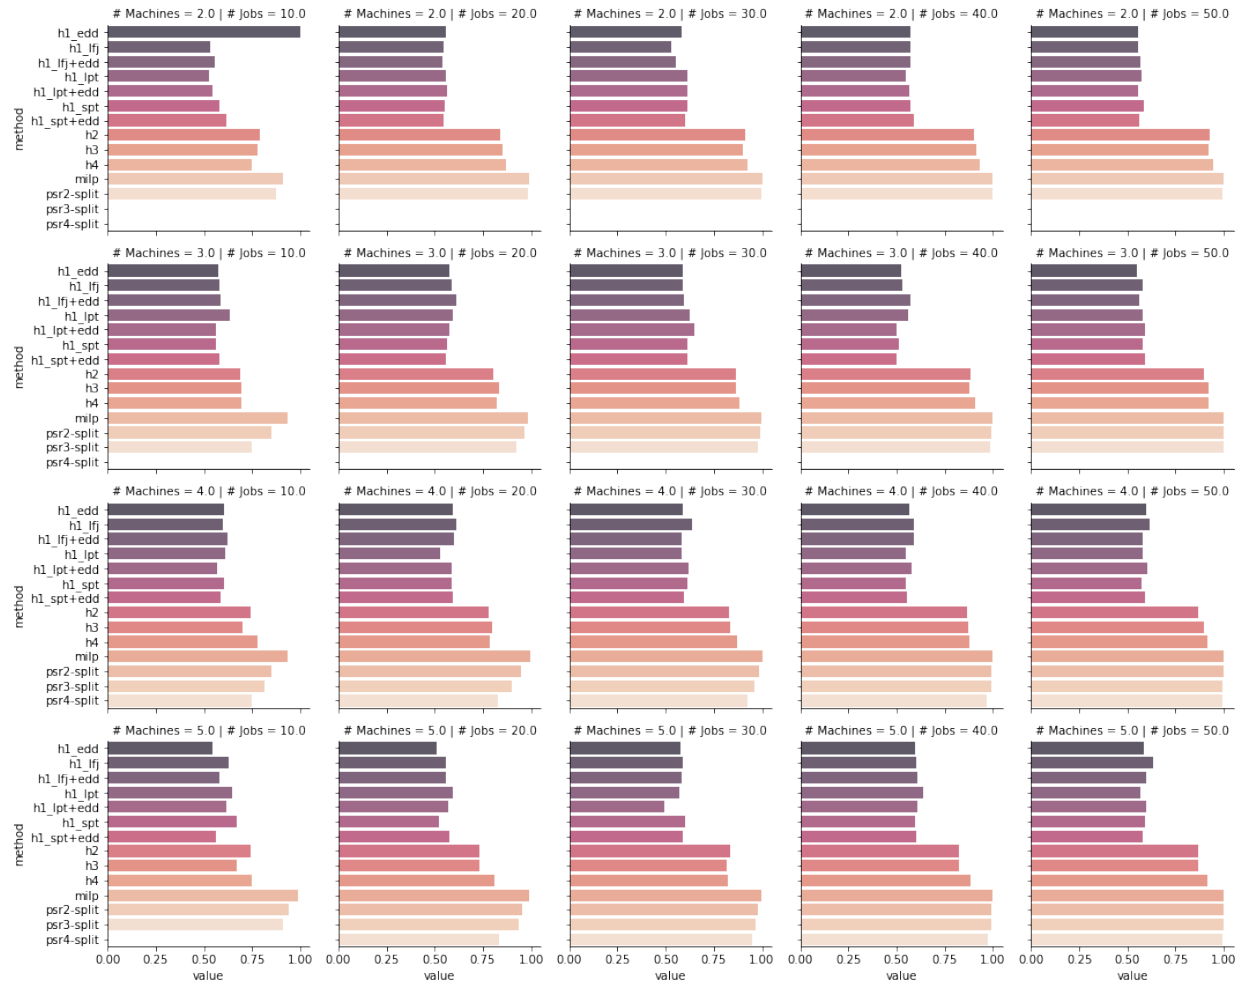 # Machines = 2.0 | # Jobs = 10.0
# Machines = 2.0 | # Jobs = 20.0
# Machines = 2.0 | # Jobs = 30.0
# Machines = 2.0 | # Jobs = 40.0
# Machines = 2.0 | # Jobs = 50.0
method
h1_edd
h1_lfj
h1_lfj+edd
h1_lpt
h1_lpt+edd
h1_spt
h1_spt+edd
h2
h3
h4
milp
psr2-split
psr3-split
psr4-split
# Machines = 3.0 | # Jobs = 10.0
# Machines = 3.0 | # Jobs = 20.0
# Machines = 3.0 | # Jobs = 30.0
# Machines = 3.0 | # Jobs = 40.0
# Machines = 3.0 | # Jobs = 50.0
method
h1_edd
h1_lfj
h1_lfj+edd
h1_lpt
h1_lpt+edd
h1_spt
h1_spt+edd
h2
h3
h4
milp
psr2-split
psr3-split
psr4-split
# Machines = 4.0 | # Jobs = 10.0
# Machines = 4.0 | # Jobs = 20.0
# Machines = 4.0 | # Jobs = 30.0
# Machines = 4.0 | # Jobs = 40.0
# Machines = 4.0 | # Jobs = 50.0
method
h1_edd
h1_lfj
h1_lfj+edd
h1_lpt
h1_lpt+edd
h1_spt
h1_spt+edd
h2
h3
h4
milp
psr2-split
psr3-split
psr4-split
# Machines = 5.0 | # Jobs = 10.0
# Machines = 5.0 | # Jobs = 20.0
# Machines = 5.0 | # Jobs = 30.0
# Machines = 5.0 | # Jobs = 40.0
# Machines = 5.0 | # Jobs = 50.0
method
h1_edd
h1_lfj
h1_lfj+edd
h1_lpt
h1_lpt+edd
h1_spt
h1_spt+edd
h2
h3
h4
milp
psr2-split
psr3-split
psr4-split
0.00 0.25 0.50 0.75 1.00
value
0.00 0.25 0.50 0.75 1.00
value
0.00 0.25 0.50 0.75 1.00
value
0.00 0.25 0.50 0.75 1.00
value
0.00 0.25 0.50 0.75 1.00
value